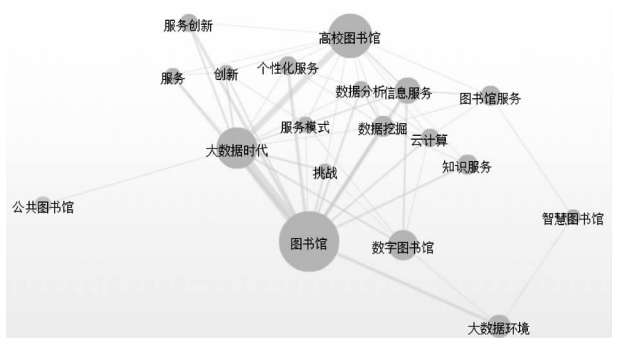 服务创新
高校图书馆
服务
创新
个性化服务
数据分析
信息服务
图书馆服务
服务模式
数据挖掘
云计算
大数据时代
知识服务
挑战
公共图书馆
智慧图书馆
图书馆
数字图书馆
大数据环境